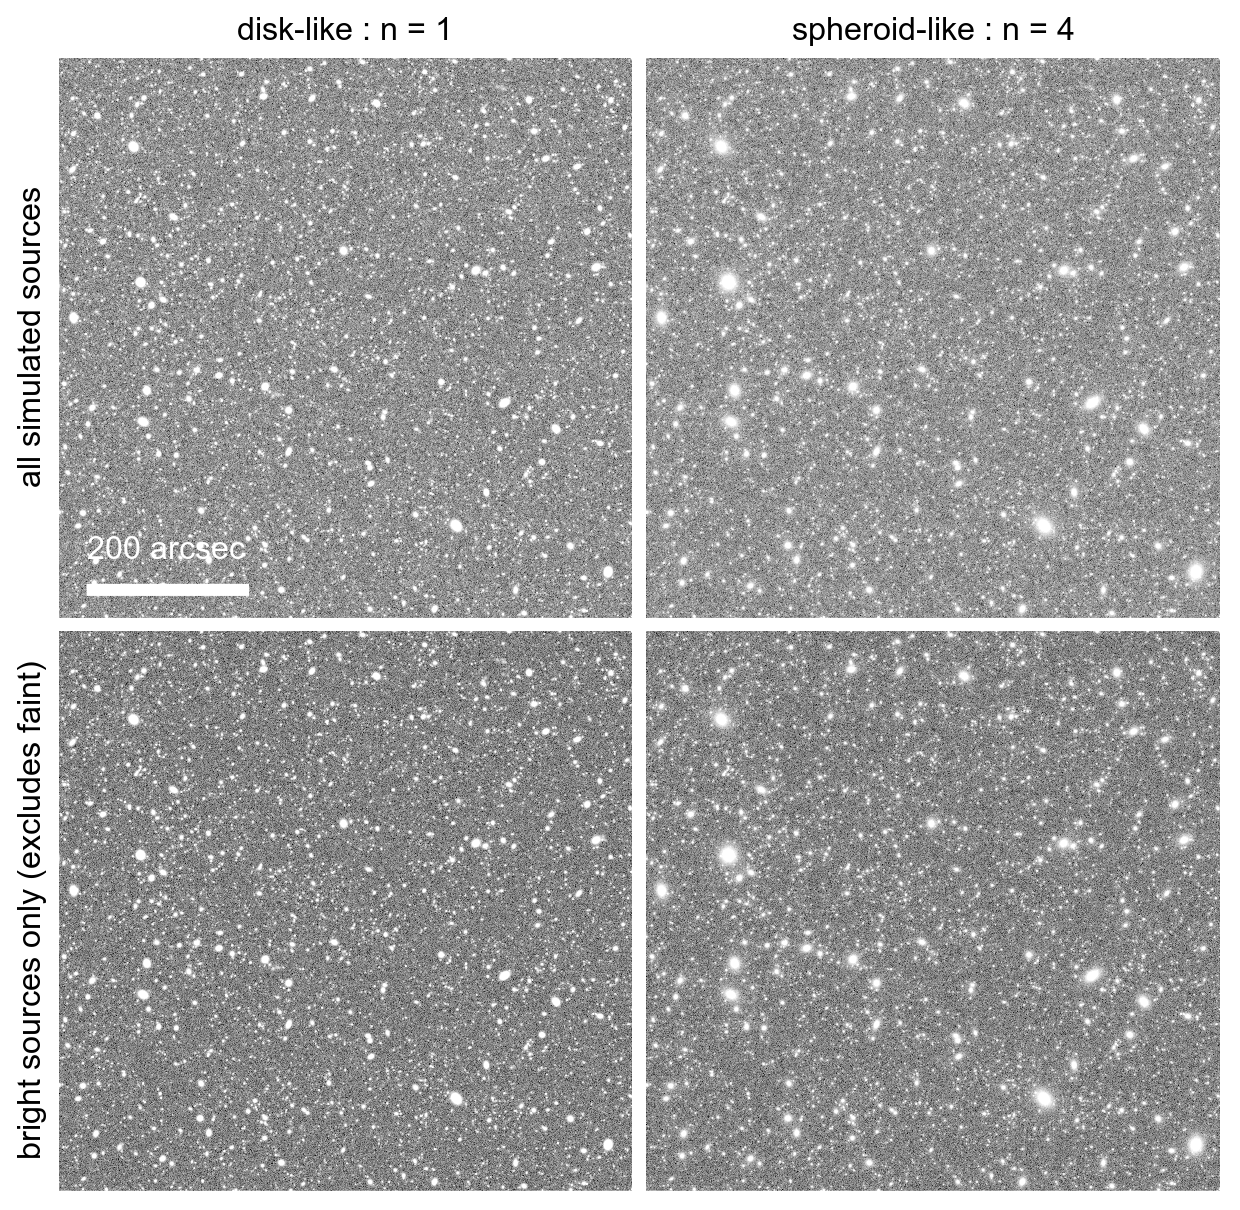 disk-like : n = 1
spheroid-like : n = 4
all simulated sources
200 arcsec
bright sources only (excludes faint)